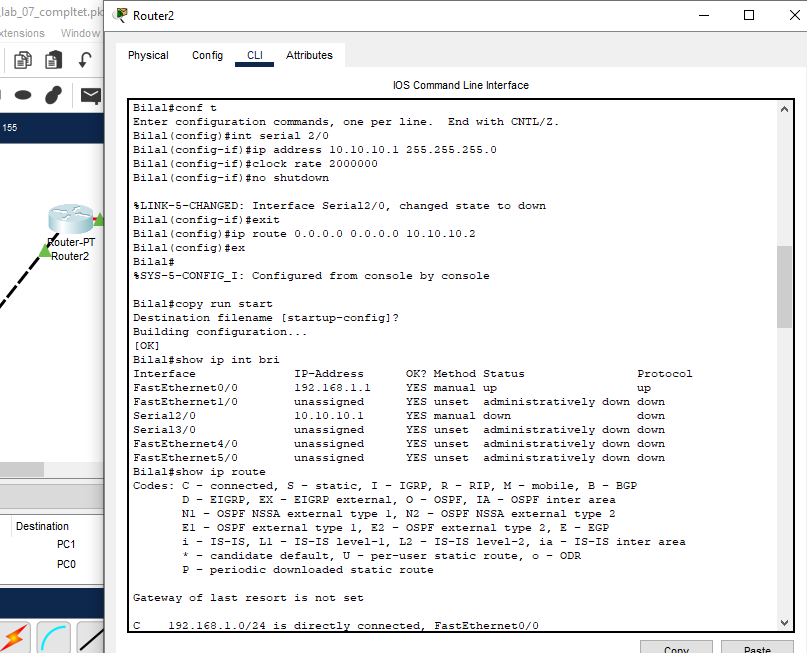 _lab_07_compltet.pk
Router2
xtensions Window
Physical Config CLI Attributes
IOS Command Line Interface
155
Router-PT
Router2
Bilal#conf t
Enter configuration commands, one per line.  End with CNTL/Z.
Bilal(config)#int serial 2/0
Bilal(config-if)#ip address 10.10.10.1 255.255.255.0
Bilal(config-if)#clock rate 2000000
Bilal(config-if)#no shutdown
%LINK-5-CHANGED: Interface Serial2/0, changed state to down
Bilal(config-if)#exit
Bilal(config)#ip route 0.0.0.0 0.0.0.0 10.10.10.2
Bilal(config)#ex
Bilal#
%SYS-5-CONFIG_I: Configured from console by console
Bilal#copy run start
Destination filename [startup-config]?
Building configuration...
[OK]
Bilal#show ip int bri
Interface IP-Address OK? Method Status Protocol
FastEthernet0/0 192.168.1.1 YES manual up up
FastEthernet1/0 unassigned YES unset administratively down down
Serial2/0 10.10.10.1 YES manual down down
Serial3/0 unassigned YES unset administratively down down
FastEthernet4/0 unassigned YES unset administratively down down
FastEthernet5/0 unassigned YES unset administratively down down
Bilal#show ip route
Codes: C - connected, S - static, I - IGRP, R - RIP, M - mobile, B - BGP
D - EIGRP, EX - EIGRP external, O - OSPF, IA - OSPF inter area
N1 - OSPF NSSA external type 1, N2 - OSPF NSSA external type 2
E1 - OSPF external type 1, E2 - OSPF external type 2, E - EGP
i - IS-IS, L1 - IS-IS level-1, L2 - IS-IS level-2, ia - IS-IS inter area
* - candidate default, U - per-user static route, o - ODR
P - periodic downloaded static route
Gateway of last resort is not set
C 192.168.1.0/24 is directly connected, FastEthernet0/0
Destination
PC1
PC0
Copy Paste